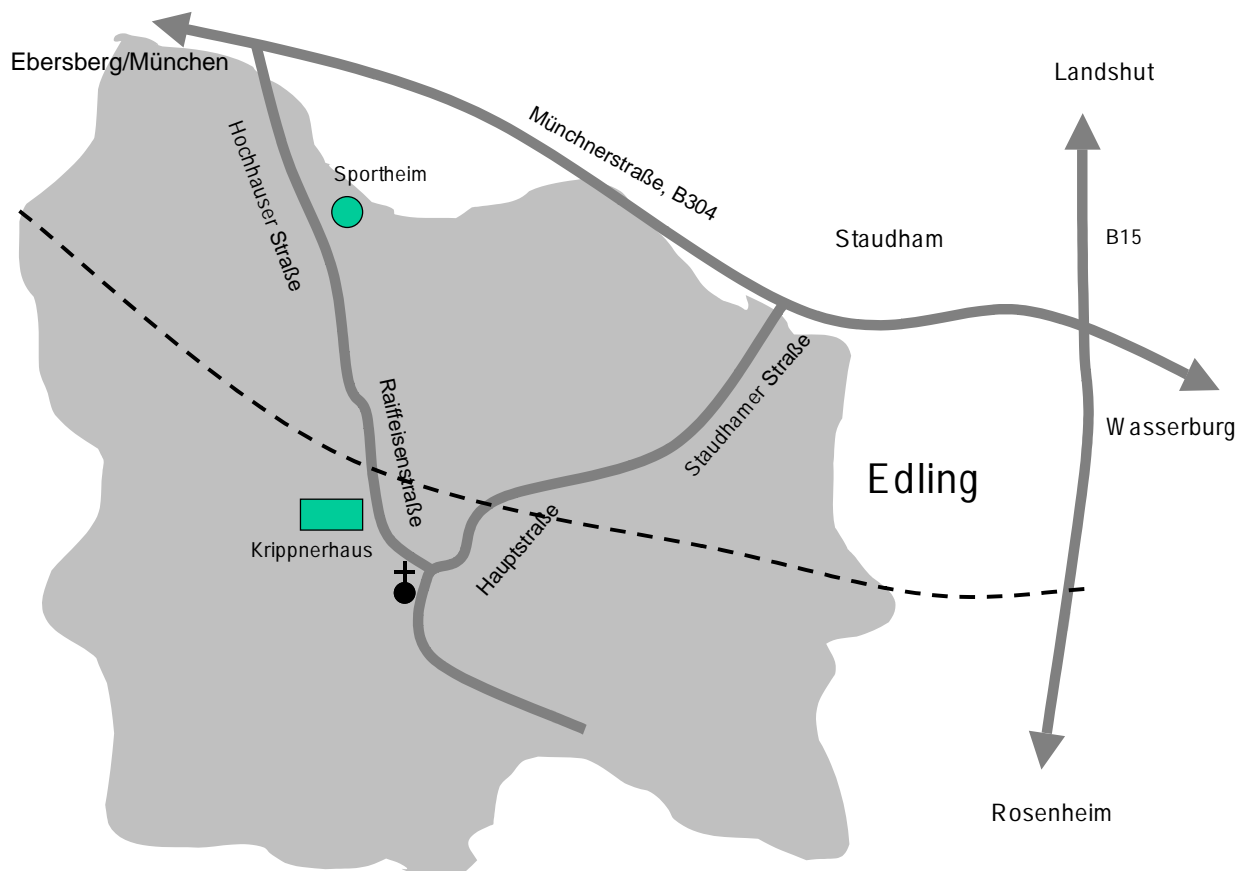 Ebersberg/München
Landshut
Münchnerstraße, B304
Hochhauser Straße
Sportheim
Staudham
B15
Staudhamer Straße
Raiffeisenstraße
Wasserburg
Edling
Hauptstraße
Krippnerhaus
Rosenheim